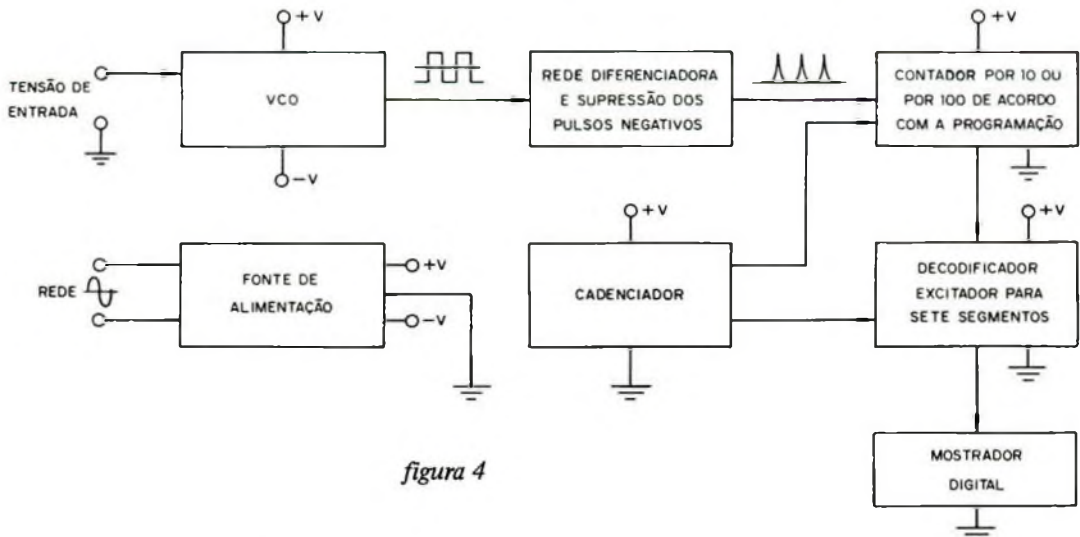 +V
TENSÃO DE
ENTRADA
VCO
-V
REDE DIFERENCIADORA
E SUPRESSÃO DOS
PULSOS NEGATIVOS
+V
CONTADOR POR 10 OU
POR 100 DE ACORDO
COM A PROGRAMAÇÃO
REDE
FONTE DE
ALIMENTAÇÃO
+V
-V
+V
CADENCIADOR
+V
DECODIFICADOR
EXCITADOR PARA
SETE SEGMENTOS
MOSTRADOR
DIGITAL
figura 4